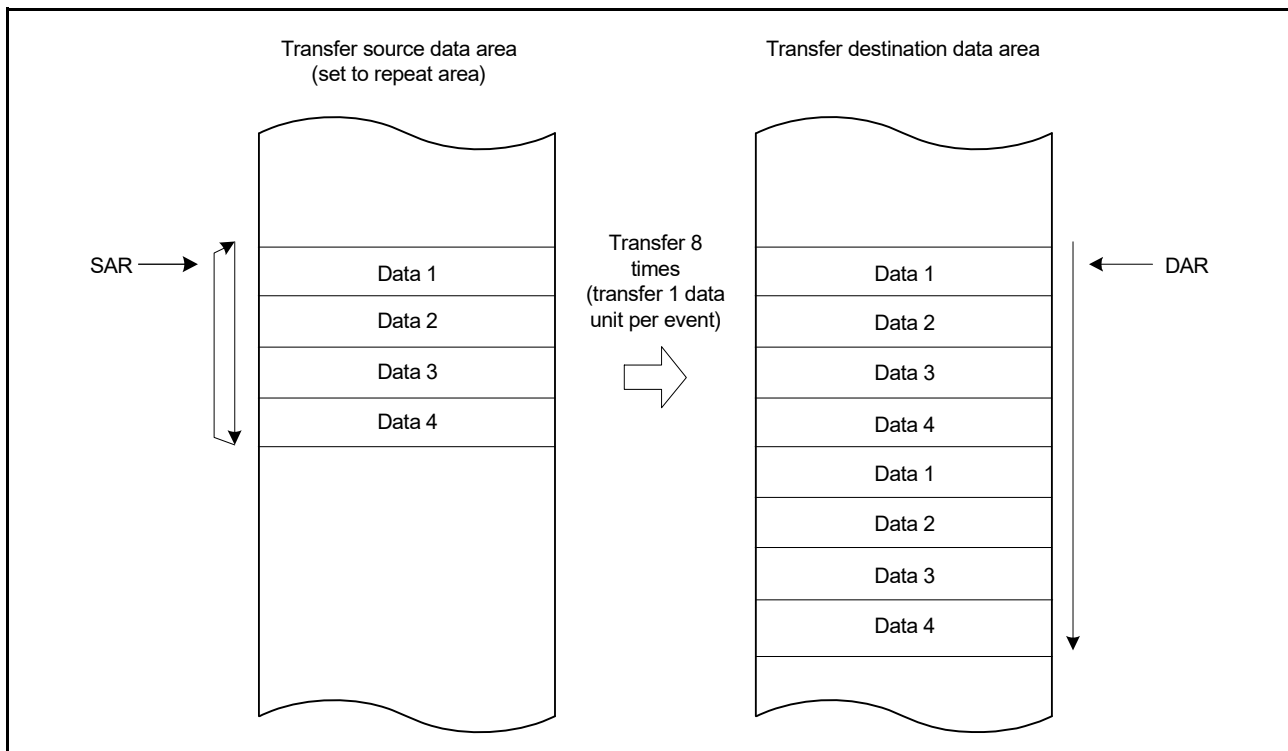 Transfer source data area
(set to repeat area)
Transfer destination data area
SAR
Data 1
Data 2
Data 3
Data 4
Transfer 8
times
(transfer 1 data
unit per event)
Data 1
Data 2
Data 3
Data 4
Data 1
Data 2
Data 3
Data 4
DAR